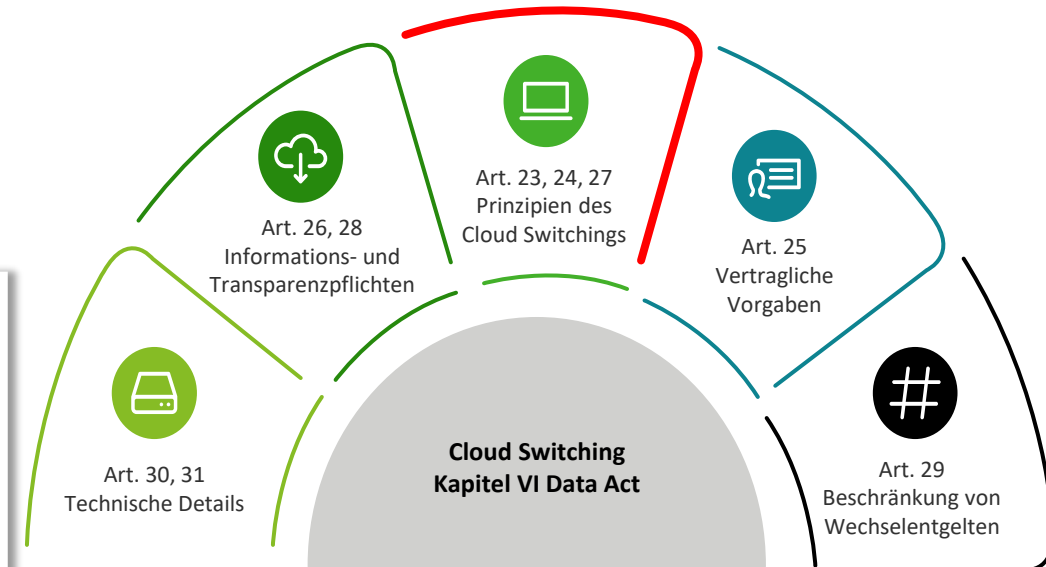 Art. 23, 24, 27
Prinzipien des
Cloud Switchings
Art. 26, 28
Informations- und
Transparenzpflichten
Art. 25
Vertragliche
Vorgaben
Art. 30, 31
Technische Details
Art. 29
Beschränkung von
Wechselentgelten
Cloud Switching
Kapitel VI Data Act